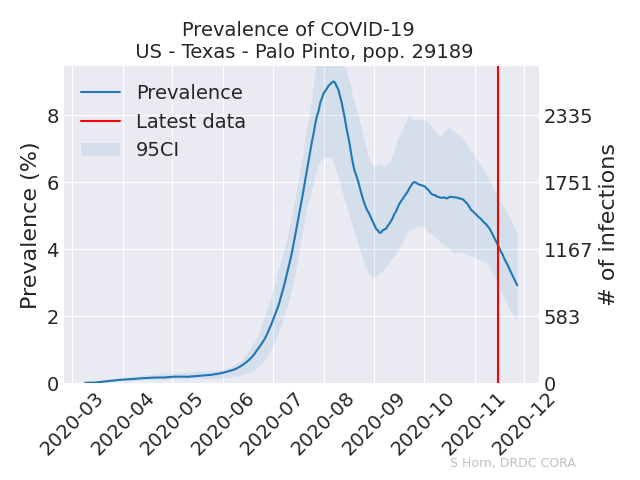 Prevalence of COVID-19
US - Texas - Palo Pinto, pop. 29189
Prevalence
Latest data
95CI
Prevalence (%)
8
6
4
2
0
2335
1751
1167
583
0
# of infections
2020-03
2020-04
2020-05
2020-06
2020-07
2020-08
2020-09
2020-10
2020-11
2020-12
S Horn, DRDC CORA